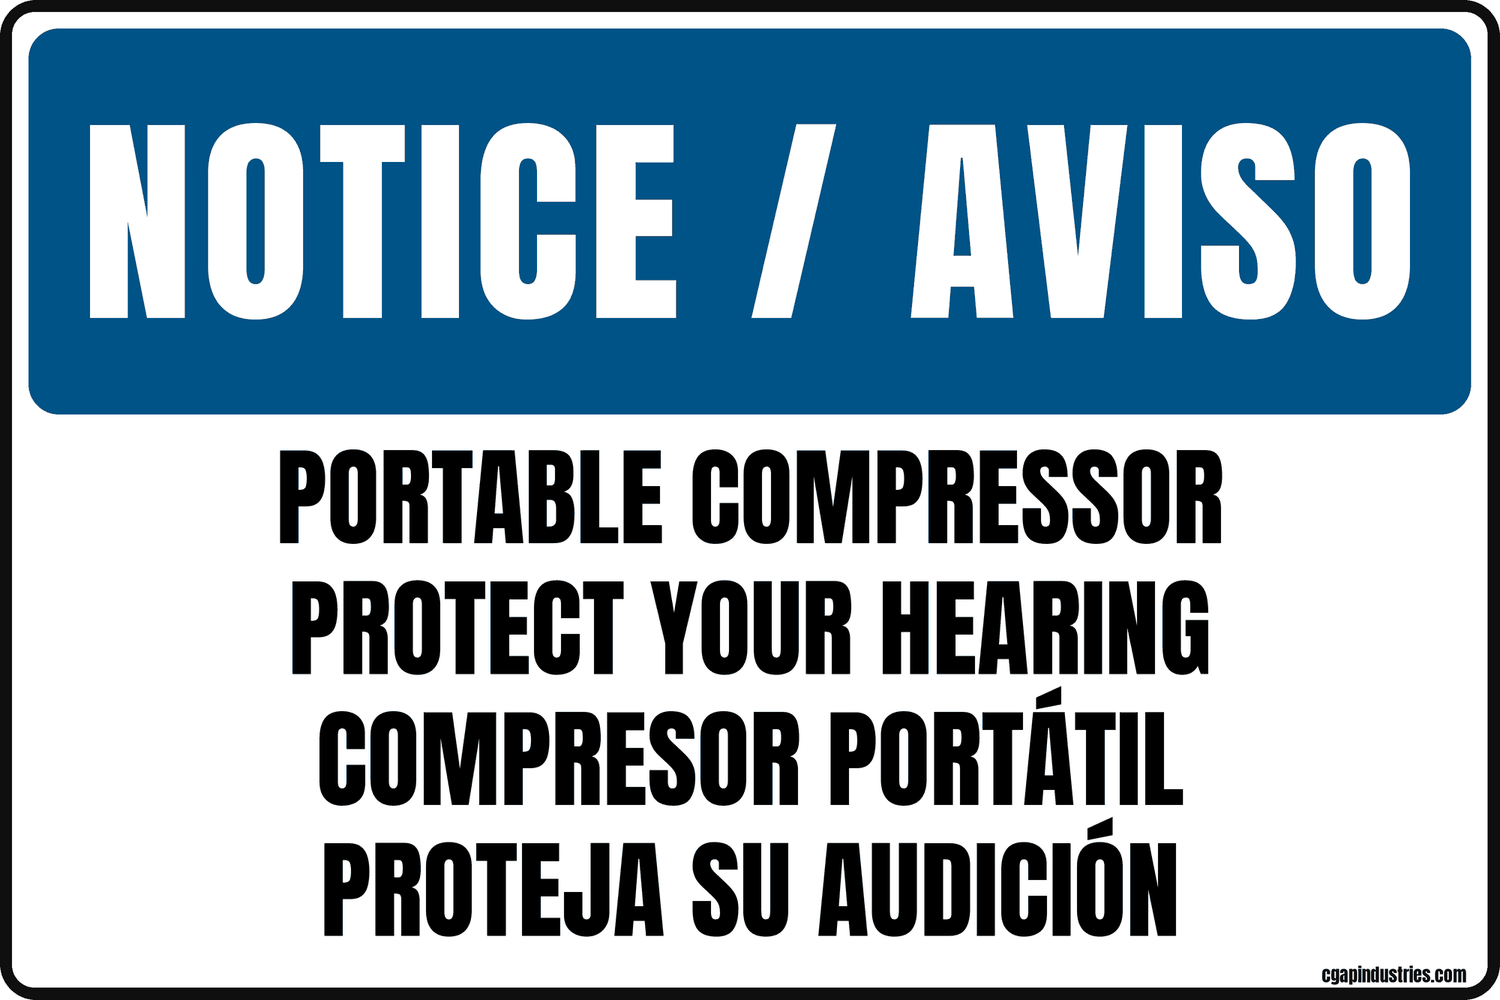 NOTICE / AVISO
PORTABLE COMPRESSOR
PROTECT YOUR HEARING
COMPRESOR PORTÁTIL
PROTEJA SU AUDICIÓN
cgapindustries.com